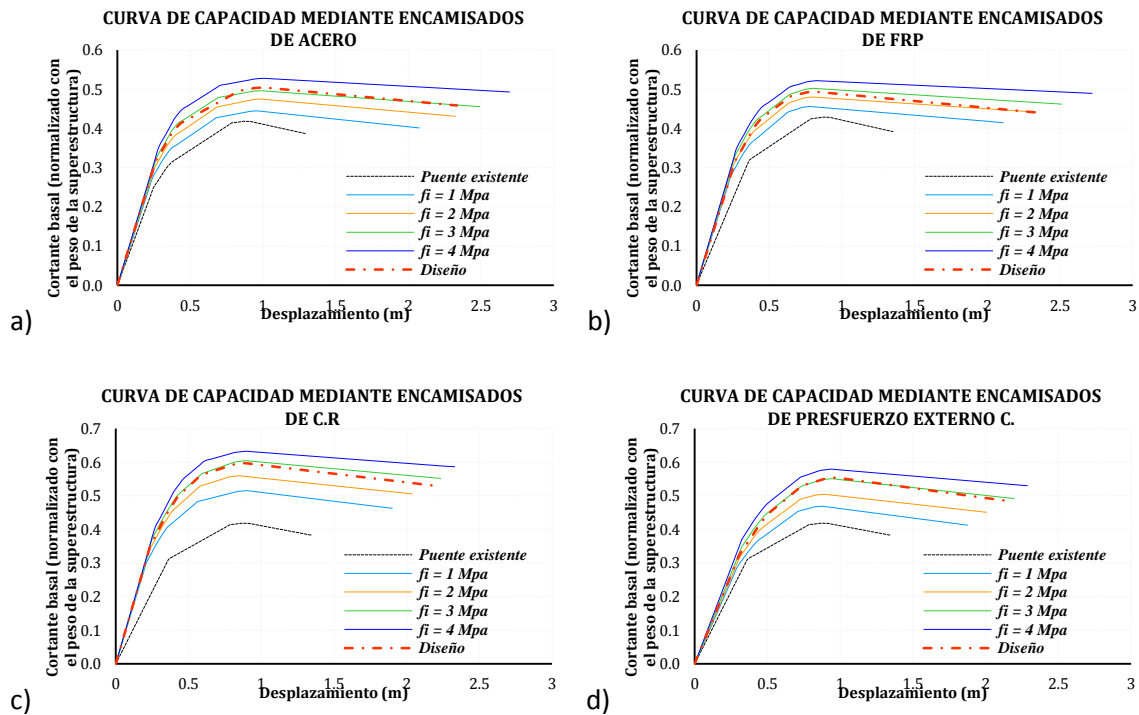 CURVA DE CAPACIDAD MEDIANTE ENCAMISADOS
DE ACERO
Cortante basal (normalizado con
el peso de la superestructura)
0.6
0.5
0.4
0.3
0.2
0.1
0.0
Puente existente
fi = 1 Mpa
fi = 2 Mpa
fi = 3 Mpa
fi = 4 Mpa
Diseño
0 0.5 1 1.5 2 2.5 3
Desplazamiento (m)
a)
CURVA DE CAPACIDAD MEDIANTE ENCAMISADOS
DE FRP
Cortante basal (normalizado con
el peso de la superestructura)
0.6
0.5
0.4
0.3
0.2
0.1
0.0
Puente existente
fi = 1 Mpa
fi = 2 Mpa
fi = 3 Mpa
fi = 4 Mpa
Diseño
0 0.5 1 1.5 2 2.5 3
Desplazamiento (m)
b)
CURVA DE CAPACIDAD MEDIANTE ENCAMISADOS
DE C.R
Cortante basal (normalizado con
el peso de la superestructura)
0.7
0.6
0.5
0.4
0.3
0.2
0.1
0.0
Puente existente
fi = 1 Mpa
fi = 2 Mpa
fi = 3 Mpa
fi = 4 Mpa
Diseño
0 0.5 1 1.5 2 2.5 3
Desplazamiento (m)
c)
CURVA DE CAPACIDAD MEDIANTE ENCAMISADOS
DE PRESFUERZO EXTERNO C.
Cortante basal (normalizado con
el peso de la superestructura)
0.7
0.6
0.5
0.4
0.3
0.2
0.1
0.0
Puente existente
fi = 1 Mpa
fi = 2 Mpa
fi = 3 Mpa
fi = 4 Mpa
Diseño
0 0.5 1 1.5 2 2.5 3
Desplazamiento (m)
d)